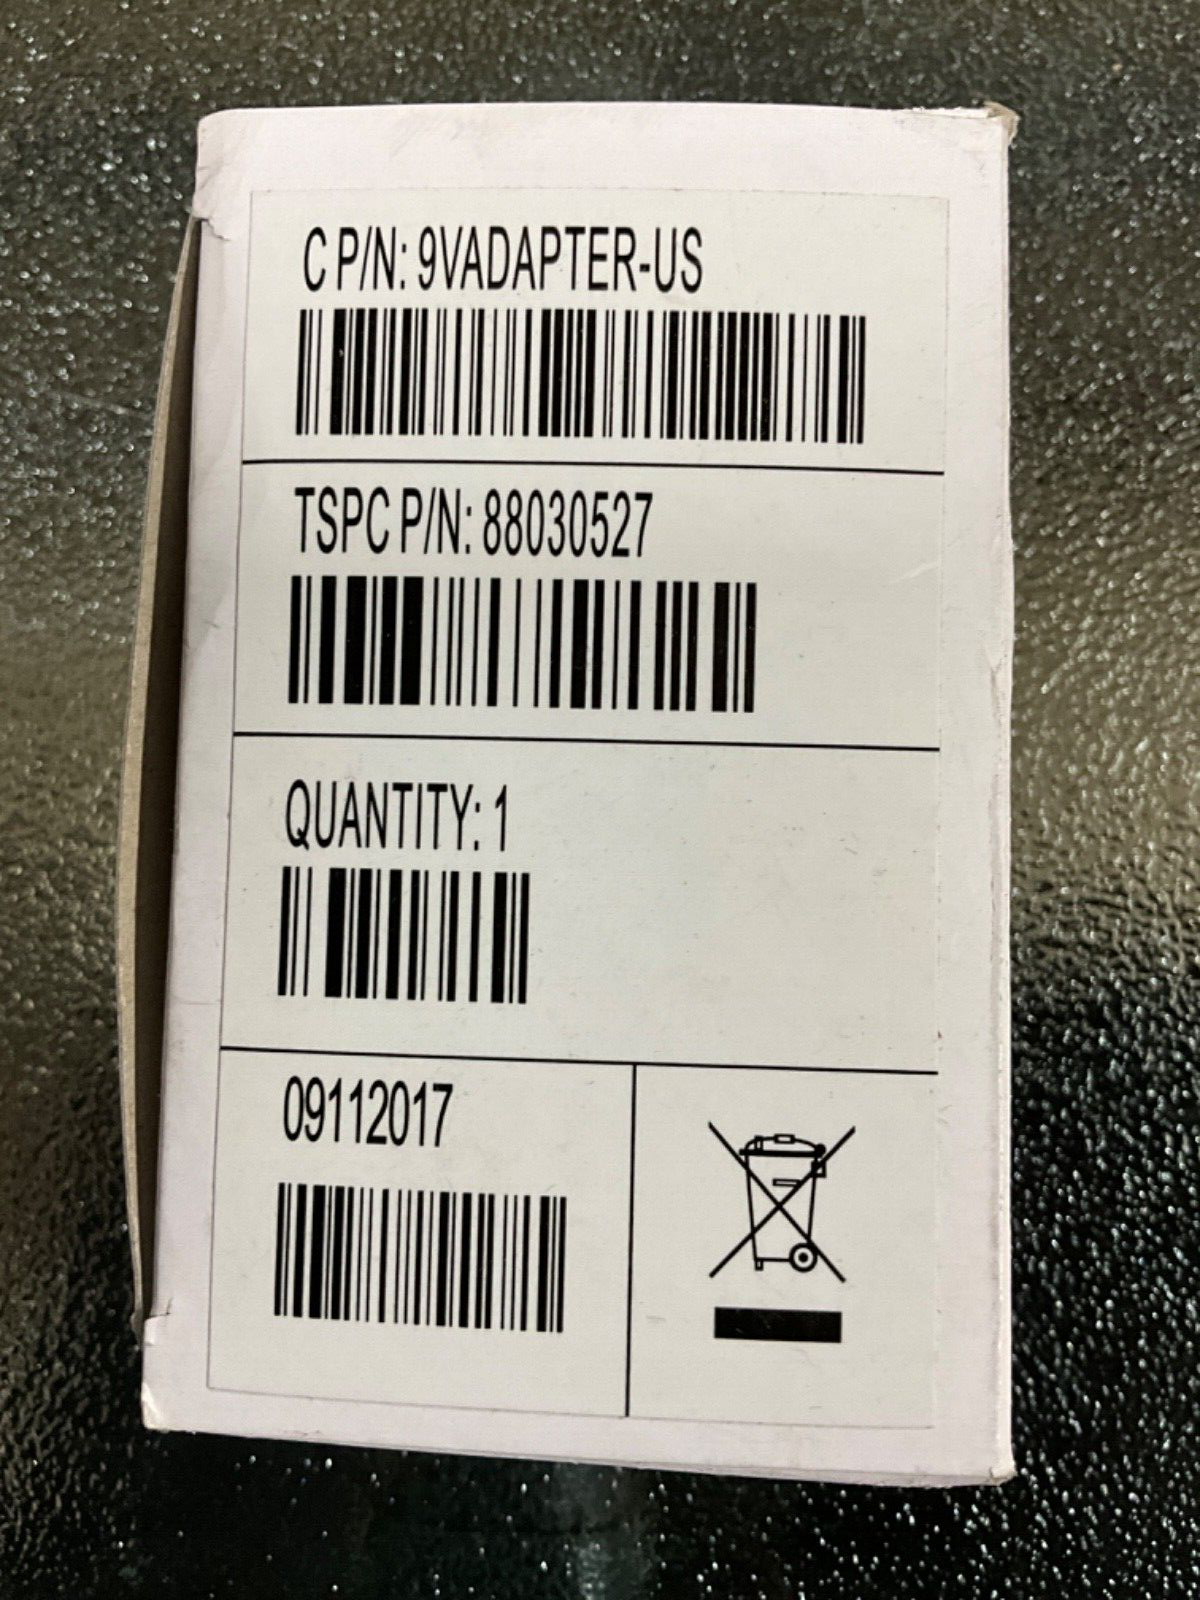 C P/N: 9VADAPTER-US
TSPC P/N: 88030527
QUANTITY: 1
09112017